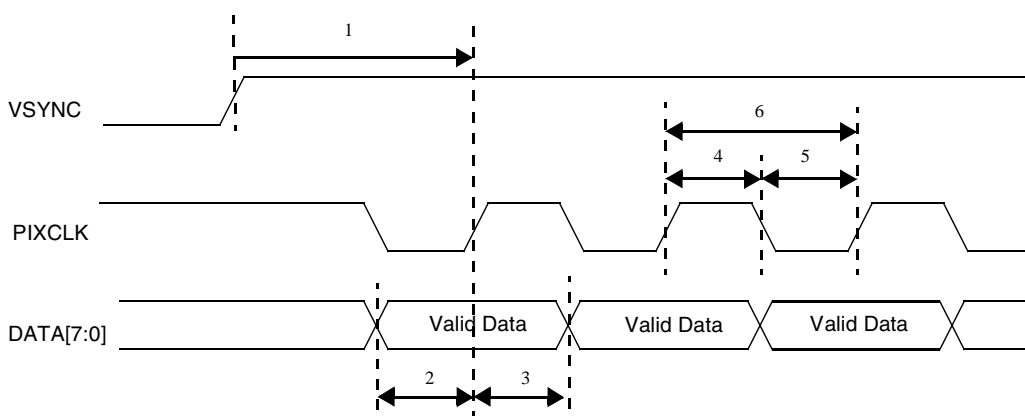 1
VSYNC
6
4 5
PIXCLK
DATA[7:0] Valid Data Valid Data Valid Data
2 3